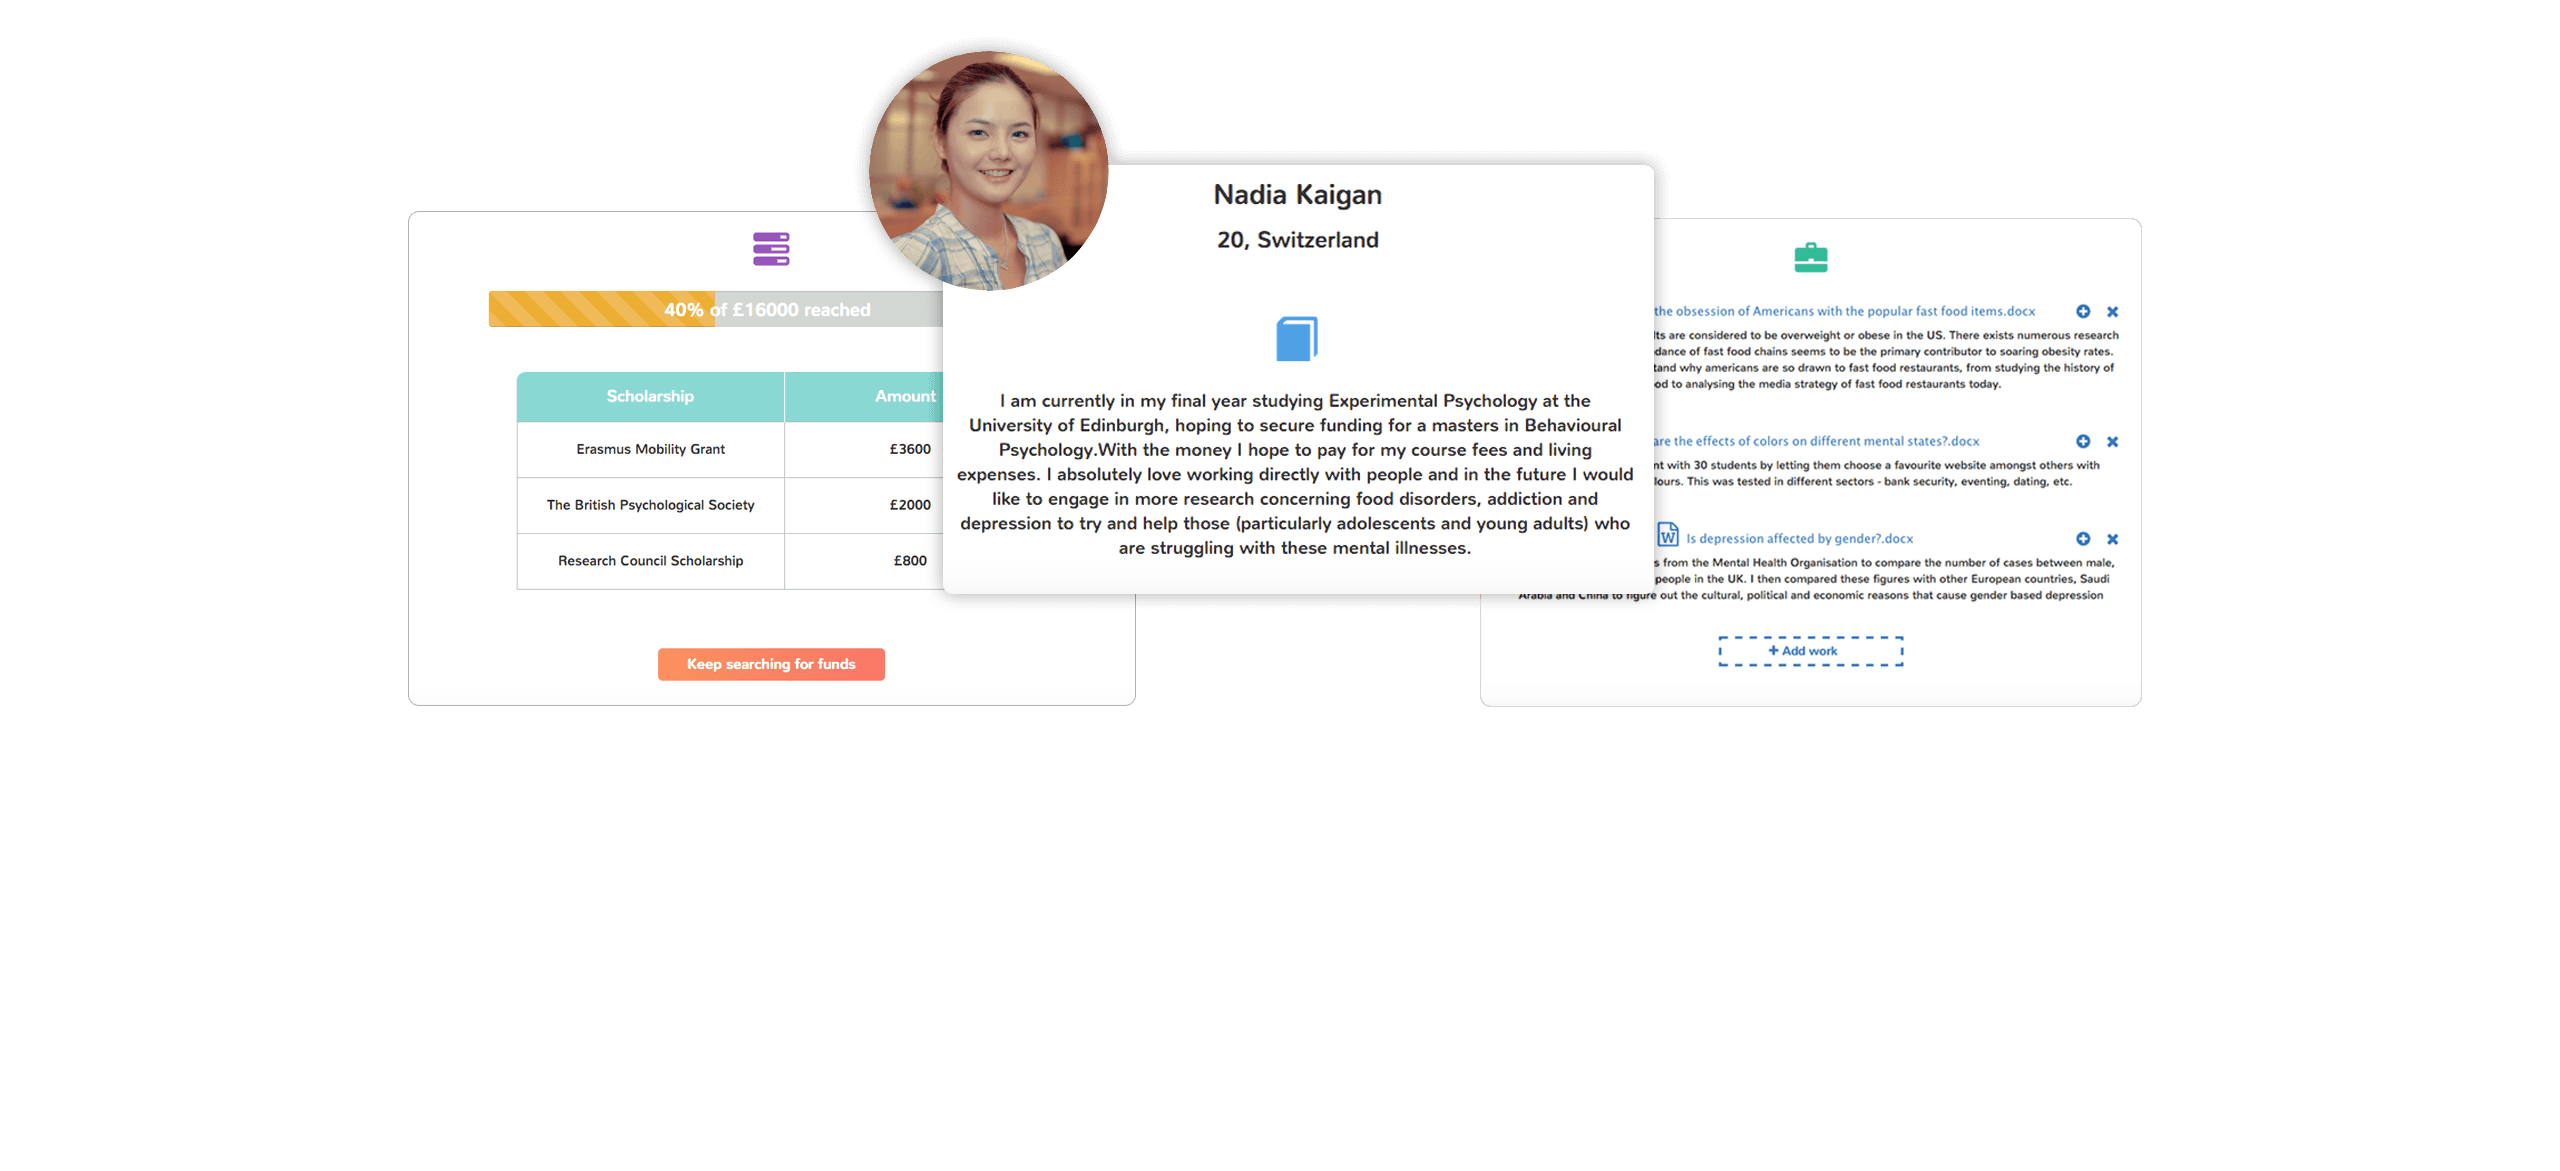 40% of £16000 reached
Scholarship Amount
Erasmus Mobility Grant £3600
The British Psychological Society £2000
Research Council Scholarship £800
Keep searching for funds
Nadia Kaigan
20, Switzerland
I am currently in my final year studying Experimental Psychology at the
University of Edinburgh, hoping to secure funding for a masters in Behavioural
Psychology.With the money I hope to pay for my course fees and living
expenses. I absolutely love working directly with people and in the future I would
like to engage in more research concerning food disorders, addiction and
depression to try and help those (particularly adolescents and young adults) who
are struggling with these mental illnesses.
the obsession of Americans with the popular fast food items.docx
are considered to be overweight or obese in the US. There exists numerous research
of fast food chains seems to be the primary contributor to soaring obesity rates.
why americans are so drawn to fast food restaurants, from studying the history of
to analysing the media strategy of fast food restaurants today.
are the effects of colors on different mental states?.docx
with 30 students by letting them choose a favourite website amongst others with
This was tested in different sectors - bank security, eventing, dating, etc.
W
Is depression affected by gender?.docx
from the Mental Health Organisation to compare the number of cases between male,
people in the UK. I then compared these figures with other European countries, Saudi
Arabia and China to figure out the cultural, political and economic reasons that cause gender based depression
+ Add work